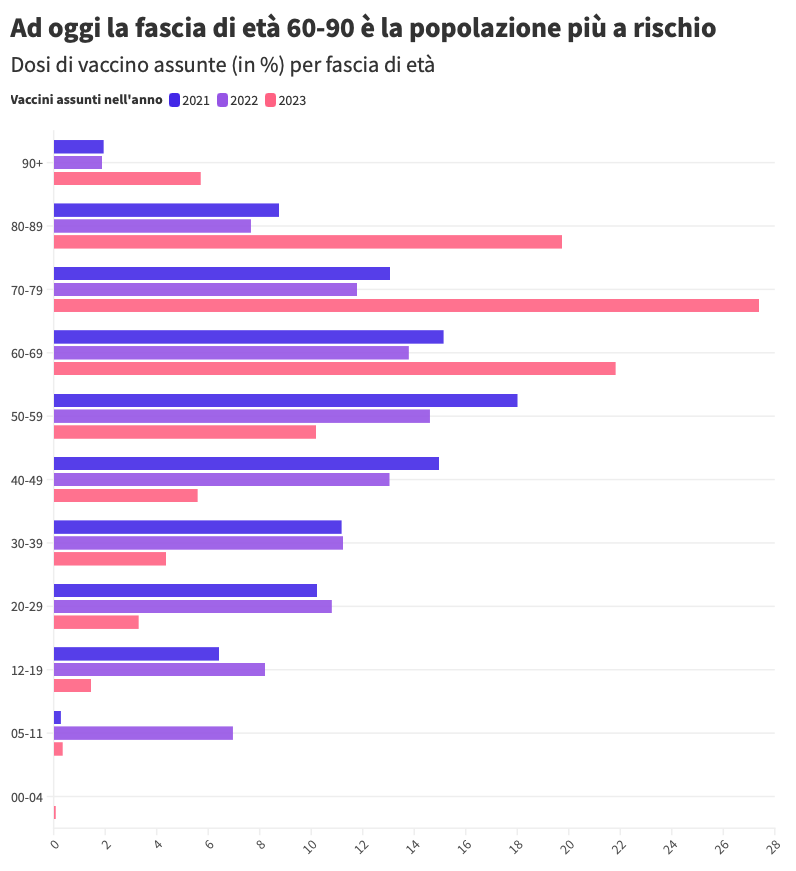 Ad oggi la fascia di età 60-90 è la popolazione più a rischio
Dosi di vaccino assunte (in %) per fascia di età
Vaccini assunti nell'anno 2021 2022 2023
90+
80-89
70-79
60-69
50-59
40-49
30-39
20-29
12-19
05-11
00-04
0 2 4 6 8 10 12 14 16 18 20 22 24 26 28